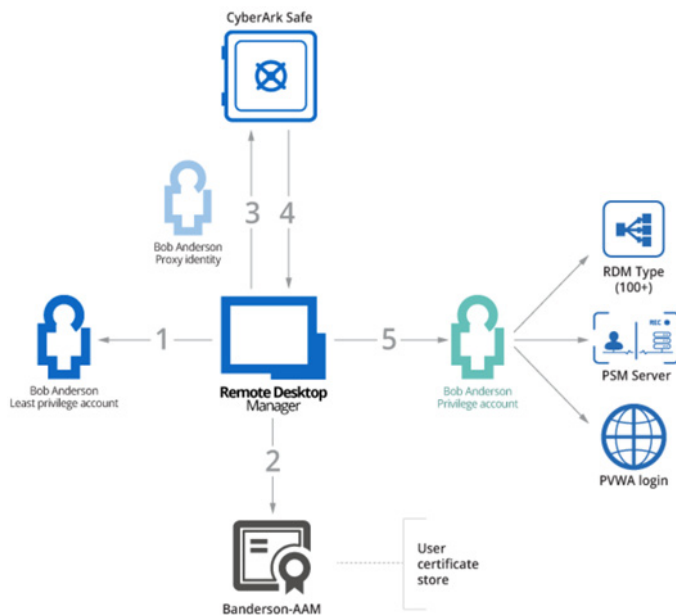 CyberArk Safe
3
4
Bob Anderson
Proxy identity
1
5
Bob Anderson
Least privilege account
Remote Desktop
Manager
Bob Anderson
Privilege account
RDM Type
(100+)
REC
PSM Server
PVWA login
2
Banderson-AAM
User
certificate
store